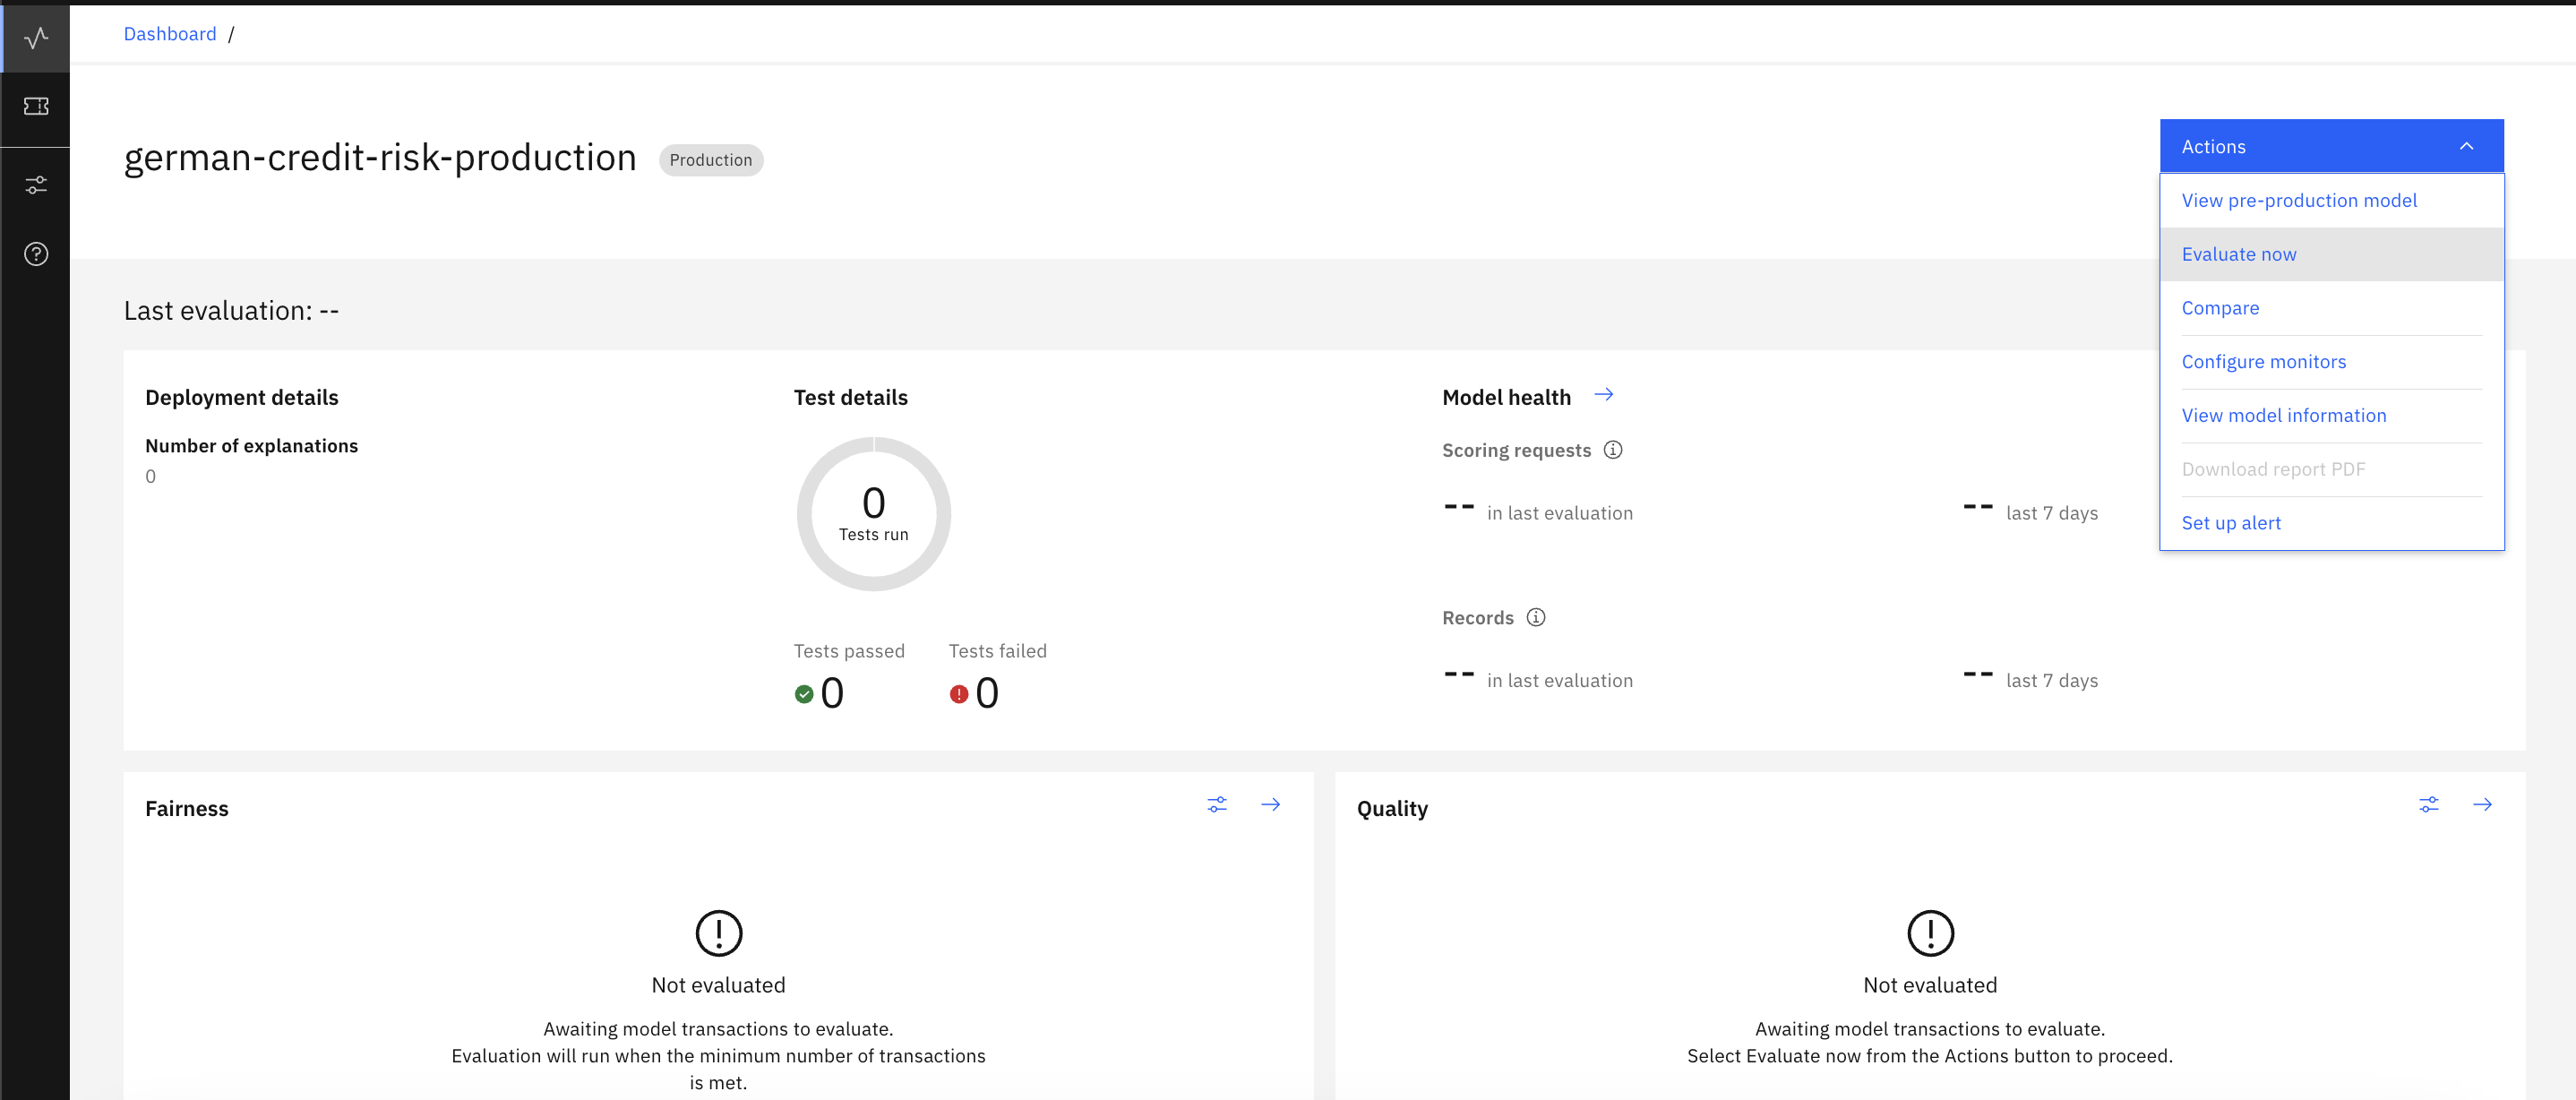 Dashboard /
german-credit-risk-production Production
Actions
View pre-production model
Evaluate now
Compare
Configure monitors
View model information
Download report PDF
Set up alert
Last evaluation: --
Deployment details
Number of explanations
0
Test details
0
Tests run
Tests passed Tests failed
0 0
Model health
Scoring requests
-- in last evaluation -- last 7 days
Records
-- in last evaluation -- last 7 days
Fairness
Not evaluated
Awaiting model transactions to evaluate.
Evaluation will run when the minimum number of transactions
is met.
Quality
Not evaluated
Awaiting model transactions to evaluate.
Select Evaluate now from the Actions button to proceed.